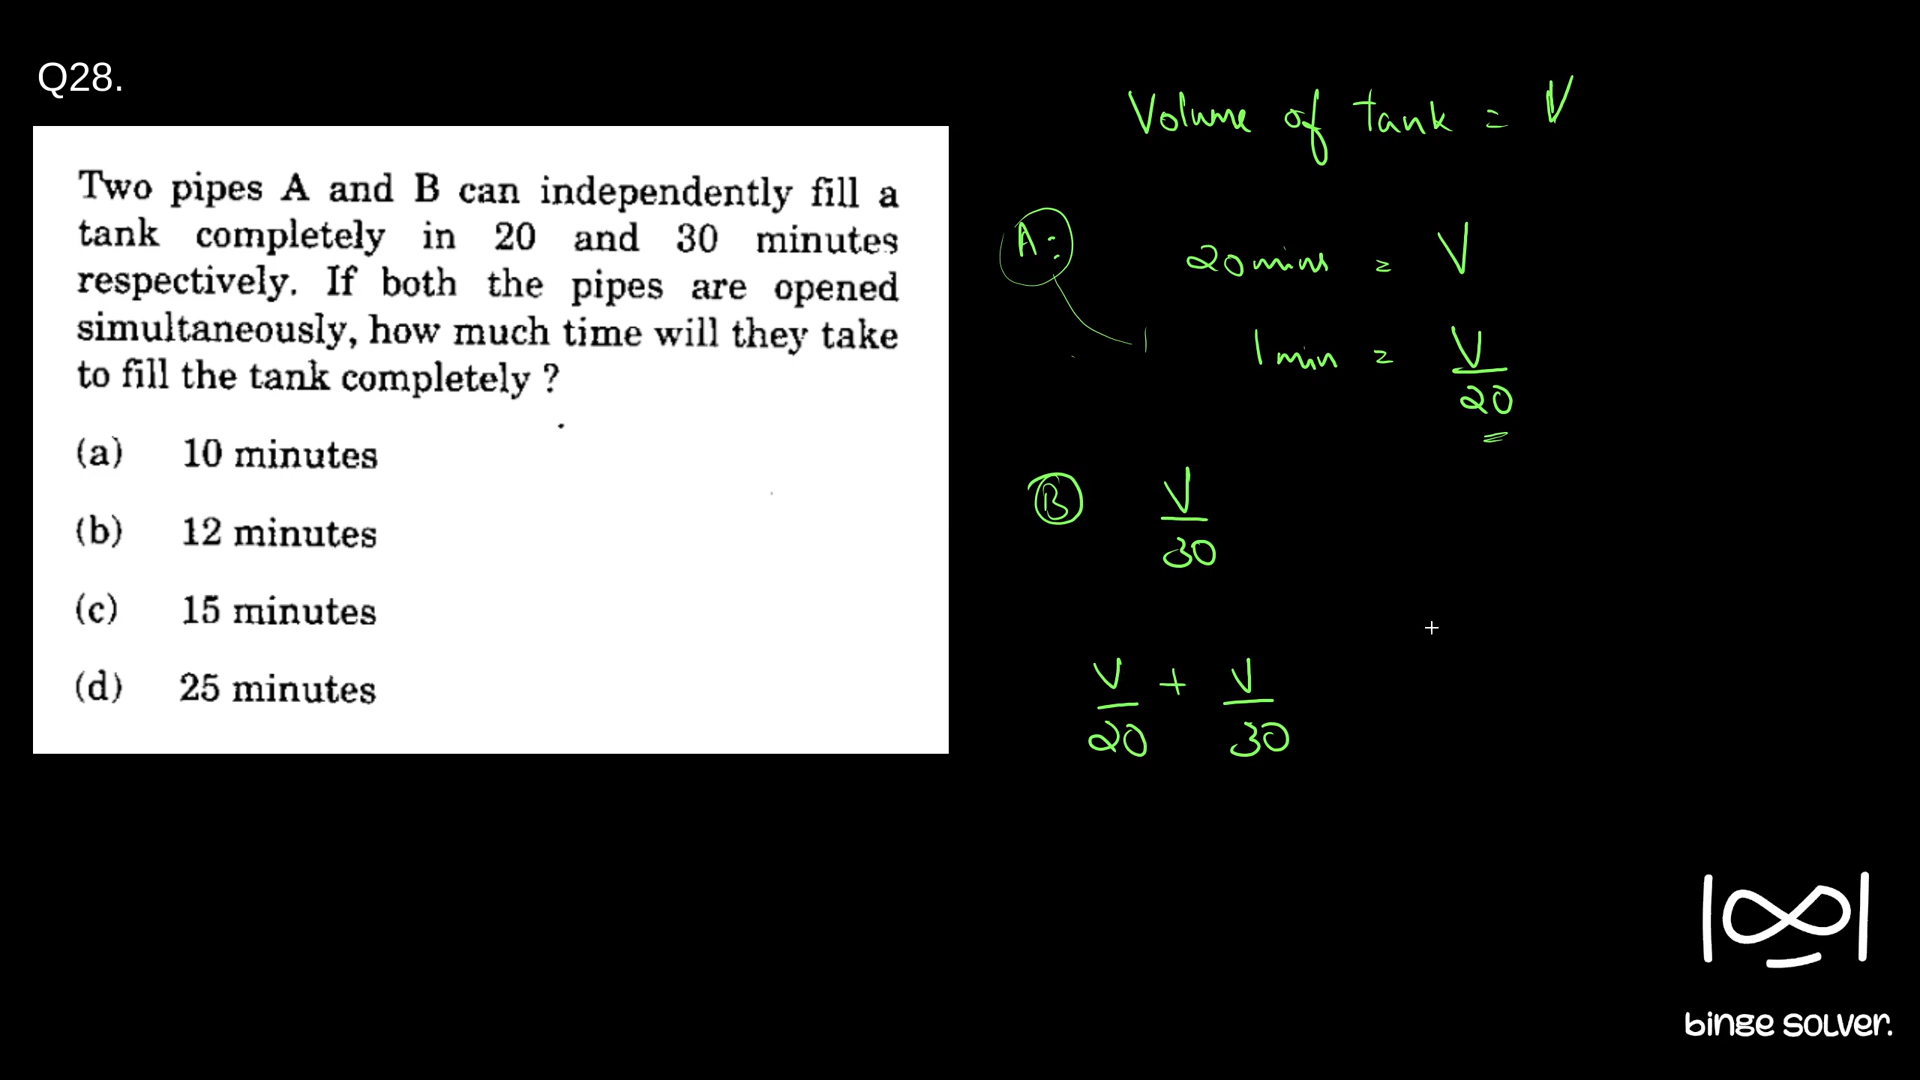 Q28.
Two pipes A and B can independently fill a
tank completely in 20 and 30 minutes
respectively. If both the pipes are opened
simultaneously, how much time will they take
to fill the tank completely ?
(a) 10 minutes
(b) 12 minutes
(c) 15 minutes
(d) 25 minutes
Volume of tank = V
A: 20 mins = V
1 min = V/20
B V/30
V/20 + V/30
binge solver.